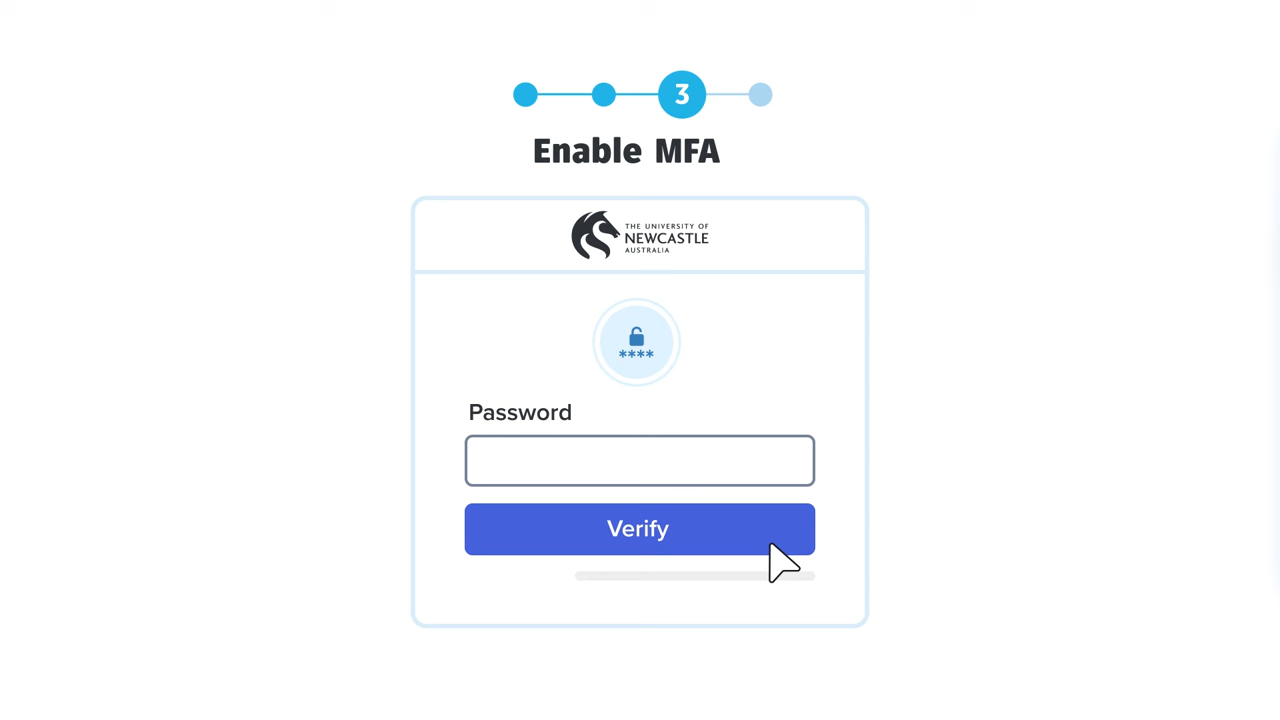 3
Enable MFA
THE UNIVERSITY OF
NEWCASTLE
AUSTRALIA
****
Password
Verify